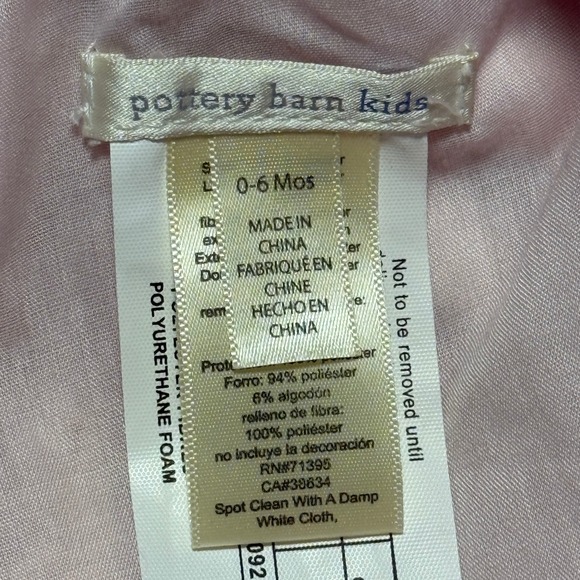 pottery barn kids
0-6 Mos
MADE IN
CHINA
FABRIQUÉ EN
CHINE
HECHO EN
CHINA
Forro: 94% poliéster
6% algodón
relleno de fibra:
100% poliéster
no incluye la decoración
RN#71395
CA#38634
Spot Clean With A Damp
White Cloth,
Not to be removed until
POLYURETHANE FOAM
092